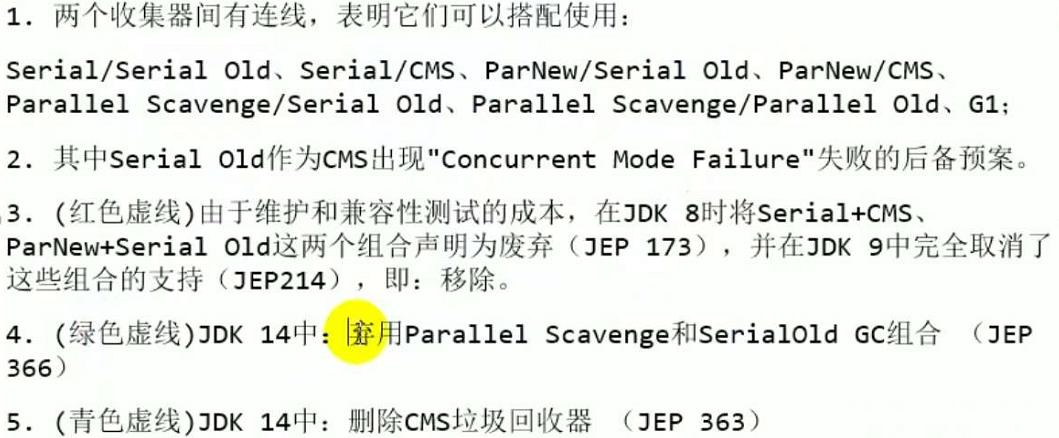 1. 两个收集器间有连线，表明它们可以搭配使用：
Serial/Serial Old、Serial/CMS、ParNew/Serial Old、ParNew/CMS、
Parallel Scavenge/Serial Old、Parallel Scavenge/Parallel Old、G1；
2. 其中Serial Old作为CMS出现"Concurrent Mode Failure"失败的后备预案。
3. (红色虚线)由于维护和兼容性测试的成本，在JDK 8时将Serial+CMS、
ParNew+Serial Old这两个组合声明为废弃（JEP 173），并在JDK 9中完全取消了
这些组合的支持（JEP214），即：移除。
4. (绿色虚线)JDK 14中：弃用Parallel Scavenge和SerialOld GC组合 （JEP
366）
5. (青色虚线)JDK 14中：删除CMS垃圾回收器 （JEP 363）